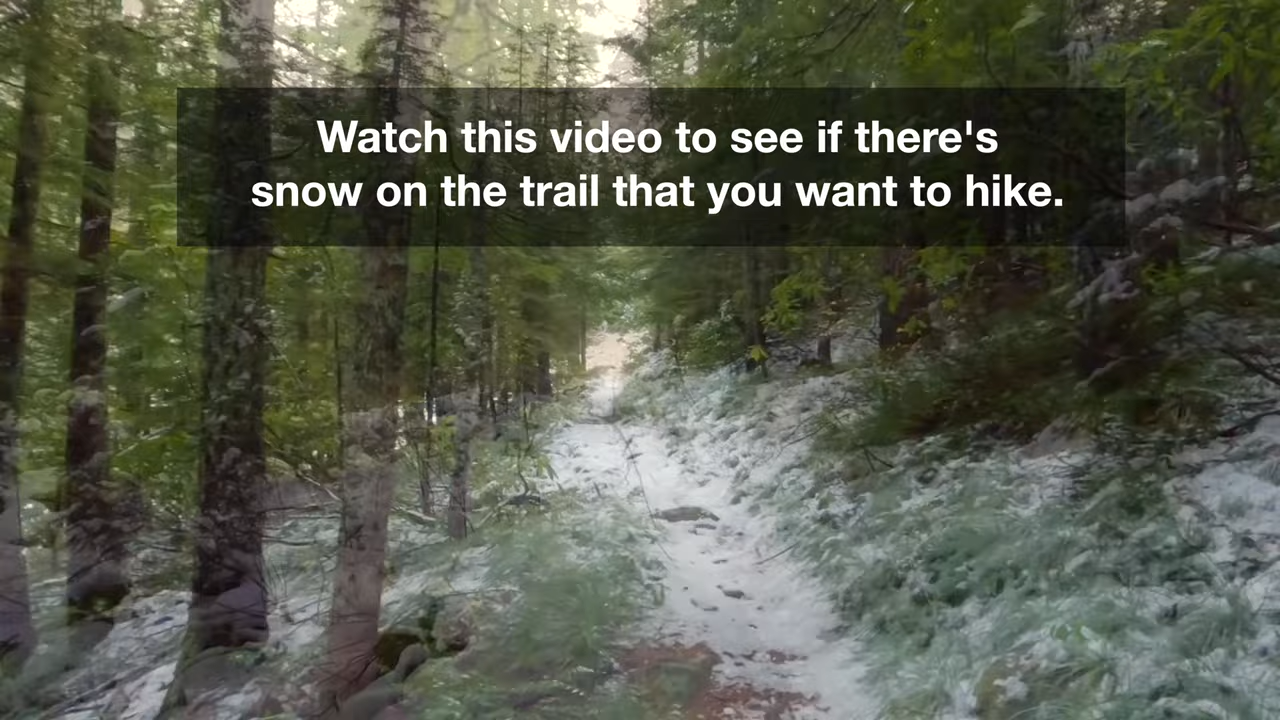 Watch this video to see if there's
snow on the trail that you want to hike.